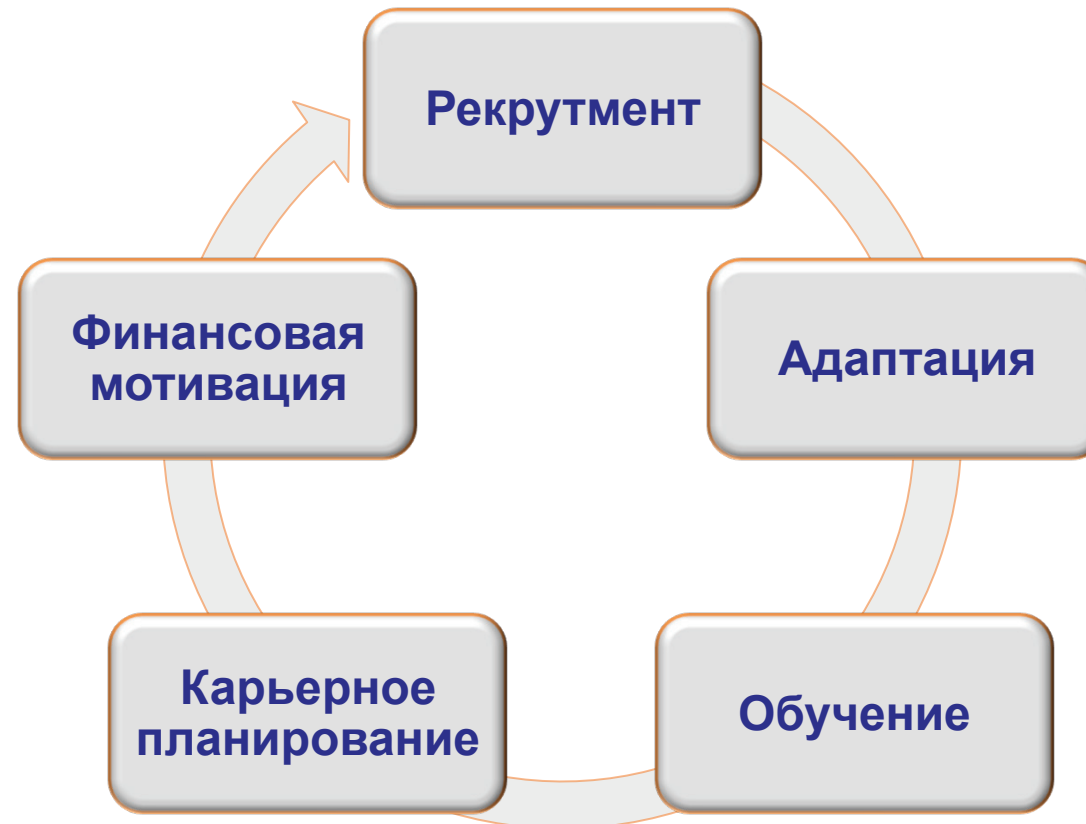 Рекрутмент
Адаптация
Обучение
Карьерное
планирование
Финансовая
мотивация